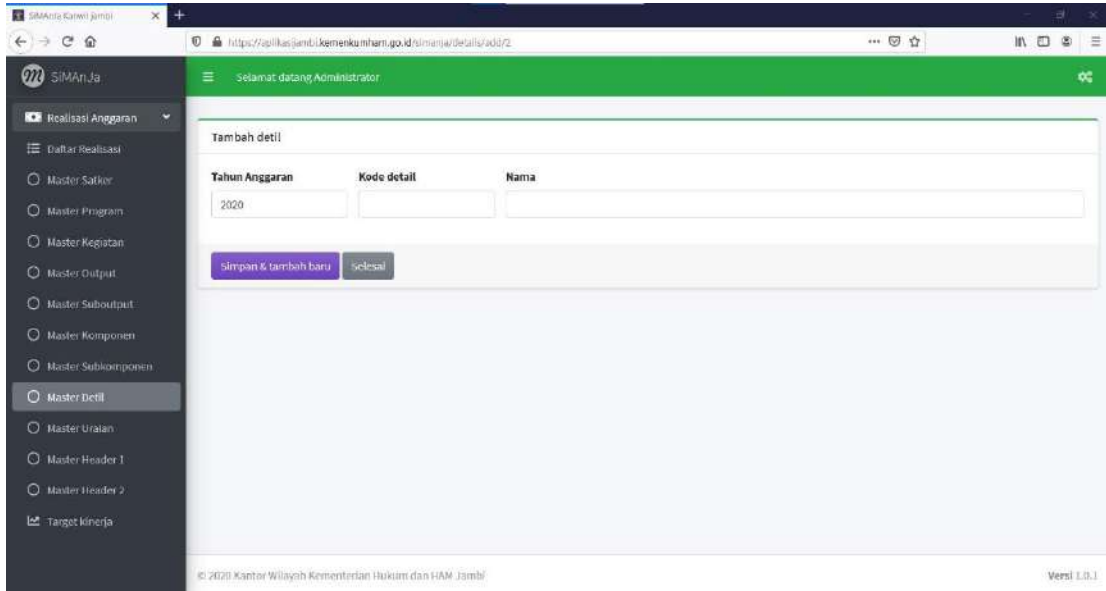 SiMAnJa Kanwil Jambi
https://aplikasijambi.kemenkumham.go.id/simanja/details/add/2
SiMAnJa
Selamat datang Administrator
Realisasi Anggaran
Daftar Realisasi
Master Satker
Master Program
Master Kegiatan
Master Output
Master Suboutput
Master Komponen
Master Subkomponen
Master Detil
Master Uraian
Master Header 1
Master Header 2
Target kinerja
Tambah detil
Tahun Anggaran Kode detail Nama
2020
Simpan & tambah baru Selesai
© 2020 Kantor Wilayah Kementerian Hukum dan HAM Jambi
Versi 1.0.1